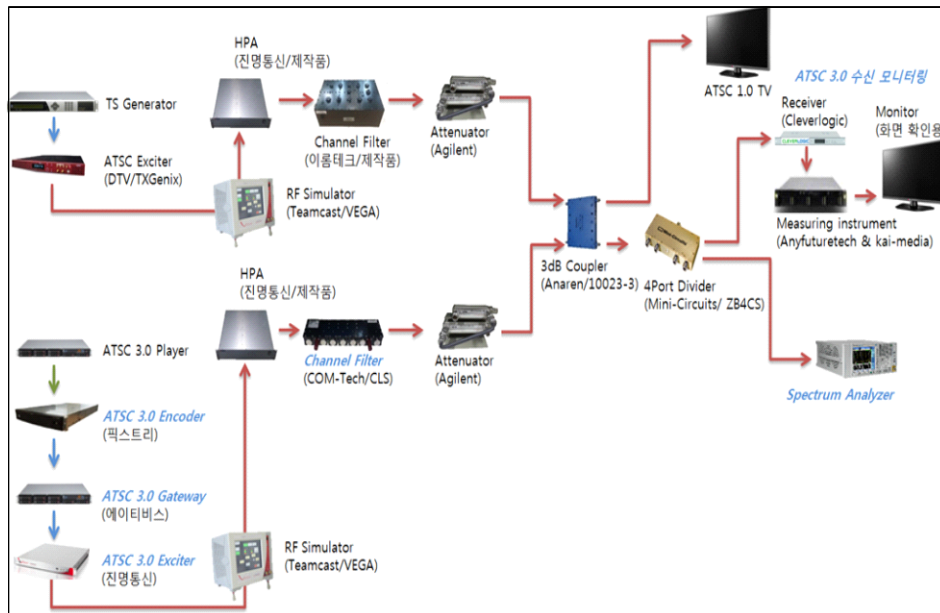 HPA
(진명통신/제작품)
TS Generator
ATSC Exciter
(DTV/TXGenix)
Channel Filter
(이롬테크/제작품)
Attenuator
(Agilent)
RF Simulator
(Teamcast/VEGA)
ATSC 1.0 TV
ATSC 3.0 수신 모니터링
Receiver
(Cleverlogic)
Monitor
(화면 확인용
Measuring instrument
(Anyfuturetech & kai-media)
3dB Coupler
(Anaren/10023-3)
4Port Divider
(Mini-Circuits/ ZB4CS)
HPA
(진명통신/제작품)
ATSC 3.0 Player
Channel Filter
(COM-Tech/CLS)
Attenuator
(Agilent)
Spectrum Analyzer
ATSC 3.0 Encoder
(픽스트리)
ATSC 3.0 Gateway
(에이티비스)
ATSC 3.0 Exciter
(진명통신)
RF Simulator
(Teamcast/VEGA)